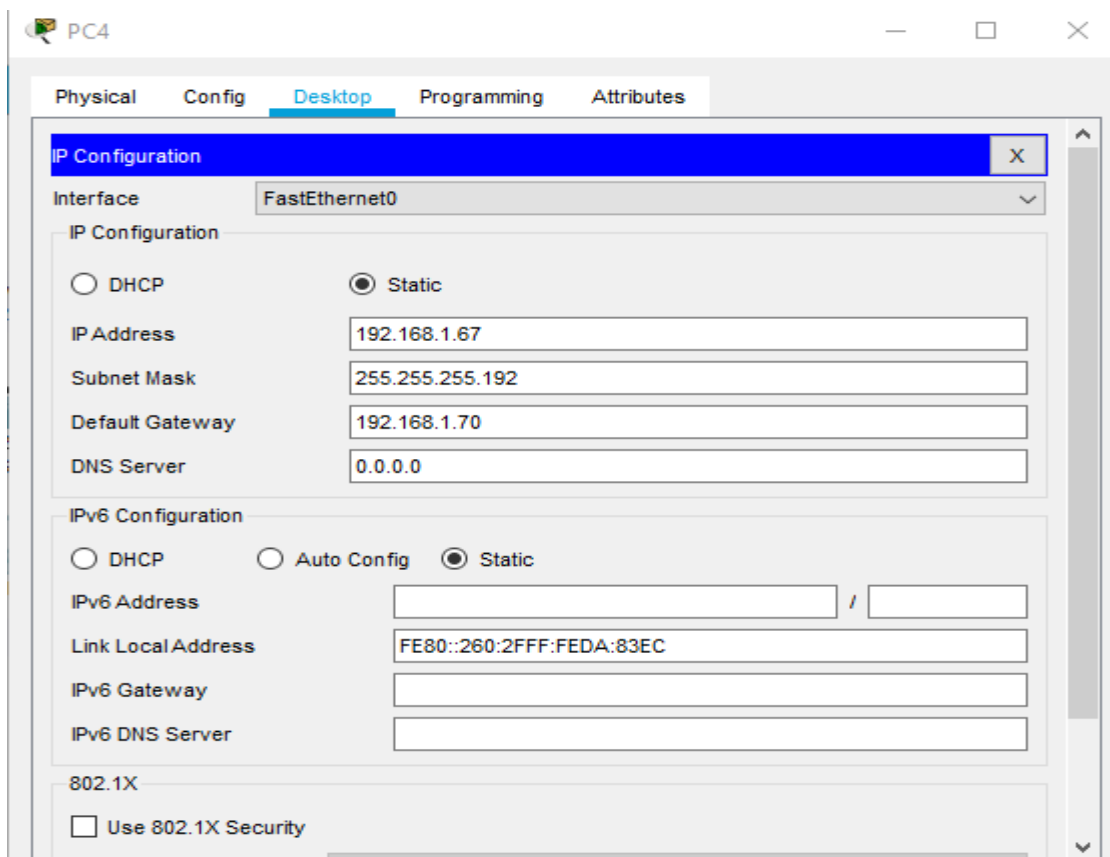 PC4
Physical Config Desktop Programming Attributes
IP Configuration X
Interface FastEthernet0
IP Configuration
DHCP Static
IP Address 192.168.1.67
Subnet Mask 255.255.255.192
Default Gateway 192.168.1.70
DNS Server 0.0.0.0
IPv6 Configuration
DHCP Auto Config Static
IPv6 Address /
Link Local Address FE80::260:2FFF:FEDA:83EC
IPv6 Gateway
IPv6 DNS Server
802.1X
Use 802.1X Security